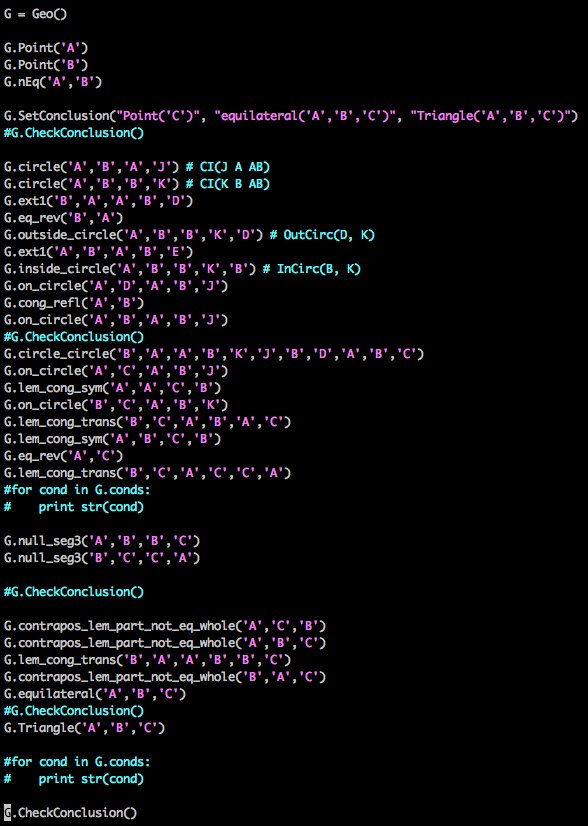 G = Geo()
G.Point('A')
G.Point('B')
G.nEq('A','B')
G.SetConclusion("Point('C')", "equilateral('A','B','C')", "Triangle('A','B','C')")
#G.CheckConclusion()
G.circle('A','B','A','J') # CI(J A AB)
G.circle('A','B','B','K') # CI(K B AB)
G.ext1('B','A','A','B','D')
G.eq_rev('B','A')
G.outside_circle('A','B','B','K','D') # OutCirc(D, K)
G.ext1('A','B','A','B','E')
G.inside_circle('A','B','B','K','B') # InCirc(B, K)
G.on_circle('A','D','A','B','J')
G.cong_refl('A','B')
G.on_circle('A','B','A','B','J')
#G.CheckConclusion()
G.circle_circle('B','A','A','B','K','J','B','D','A','B','C')
G.on_circle('A','C','A','B','J')
G.lem_cong_sym('A','A','C','B')
G.on_circle('B','C','A','B','K')
G.lem_cong_trans('B','C','A','B','A','C')
G.lem_cong_sym('A','B','C','B')
G.eq_rev('A','C')
G.lem_cong_trans('B','C','A','C','C','A')
#for cond in G.conds:
#    print str(cond)
G.null_seg3('A','B','B','C')
G.null_seg3('B','C','C','A')
#G.CheckConclusion()
G.contrapos_lem_part_not_eq_whole('A','C','B')
G.contrapos_lem_part_not_eq_whole('A','B','C')
G.lem_cong_trans('B','A','A','B','B','C')
G.contrapos_lem_part_not_eq_whole('B','A','C')
G.equilateral('A','B','C')
#G.CheckConclusion()
G.Triangle('A','B','C')
#for cond in G.conds:
#    print str(cond)
G.CheckConclusion()